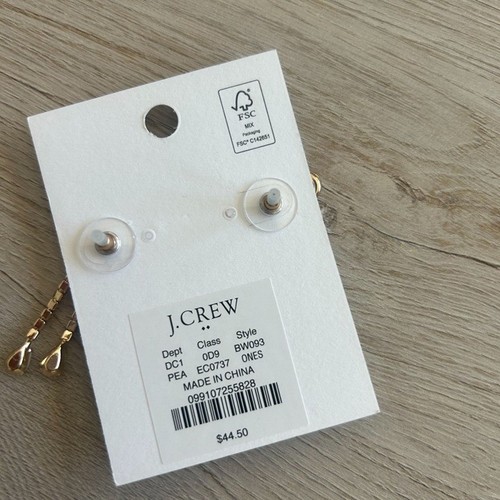 FSC
MIX
Packaging
FSC® C142651
J.CREW
Dept Class Style
DC1 0D9 BW093
PEA EC0737 0NES
MADE IN CHINA
099107255828
$44.50